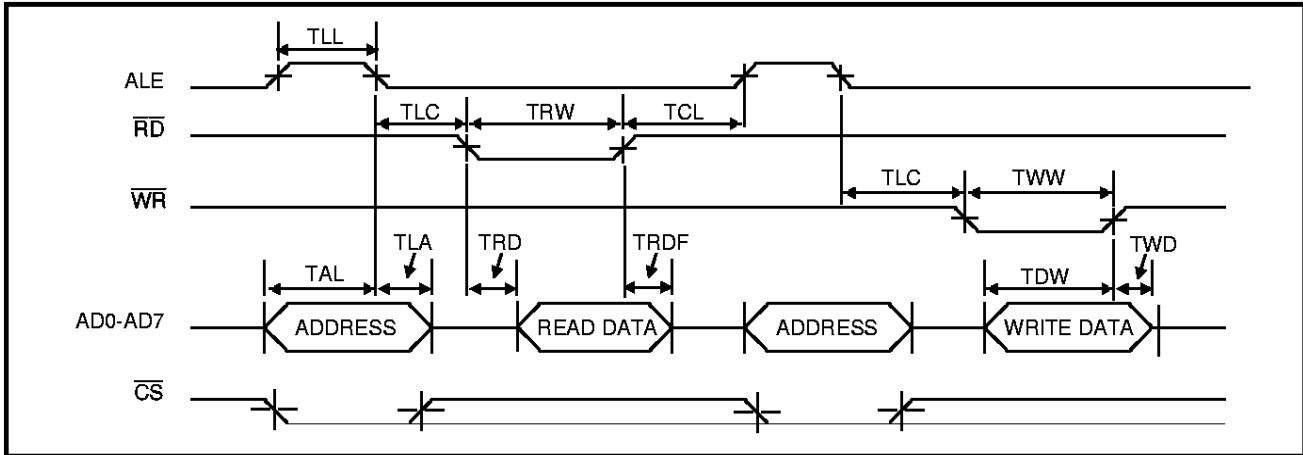 TLL
ALE
TLC TRW TCL
RD
TLC TWW
WR
TLA TRD TRDF TWD
TAL TDW
AD0-AD7 ADDRESS READ DATA ADDRESS WRITE DATA
CS